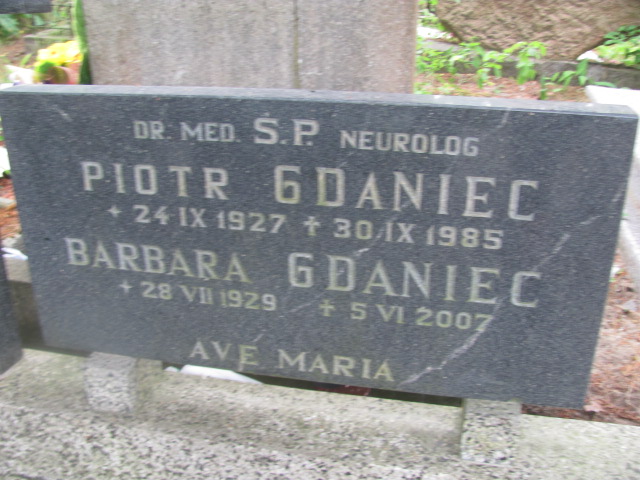 DR. MED. S.P. NEUROLOG
PIOTR GDANIEC
+ 24 IX 1927 ✝ 30 IX 1985
BARBARA GDANIEC
+ 28 VII 1929 ✝ 5 VI 2007
AVE MARIA